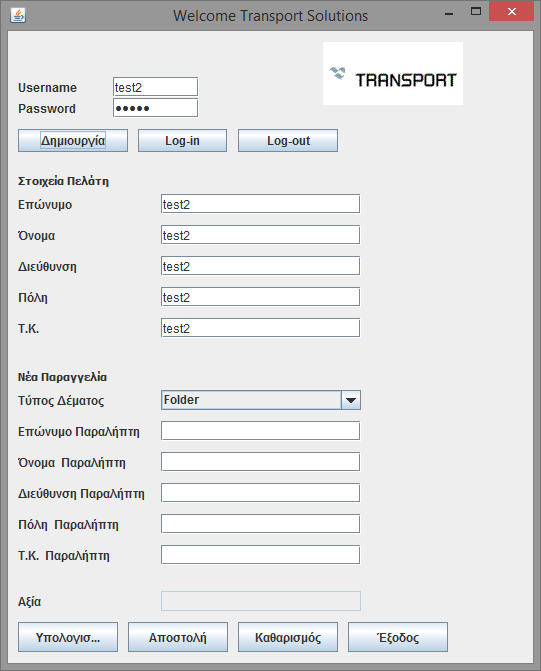 Welcome Transport Solutions
TRANSPORT
Username test2
Password •••••
Δημιουργία Log-in Log-out
Στοιχεία Πελάτη
Επώνυμο test2
Όνομα test2
Διεύθυνση test2
Πόλη test2
Τ.Κ. test2
Νέα Παραγγελία
Τύπος Δέματος Folder
Επώνυμο Παραλήπτη
Όνομα Παραλήπτη
Διεύθυνση Παραλήπτη
Πόλη Παραλήπτη
Τ.Κ. Παραλήπτη
Αξία
Υπολογισ... Αποστολή Καθαρισμός Έξοδος